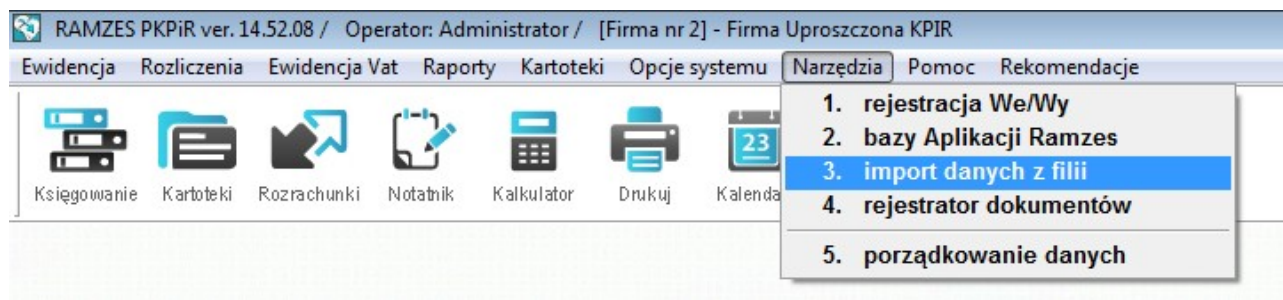 RAMZES PKPiR ver. 14.52.08 / Operator: Administrator / [Firma nr 2] - Firma Uproszczona KPIR
Ewidencja Rozliczenia Ewidencja Vat Raporty Kartoteki Opcje systemu Narzędzia Pomoc Rekomendacje
1. rejestracja We/Wy
2. bazy Aplikacji Ramzes
3. import danych z filii
4. rejestrator dokumentów
5. porządkowanie danych
23
Księgowanie Kartoteki Rozrachunki Notatnik Kalkulator Drukuj Kalenda